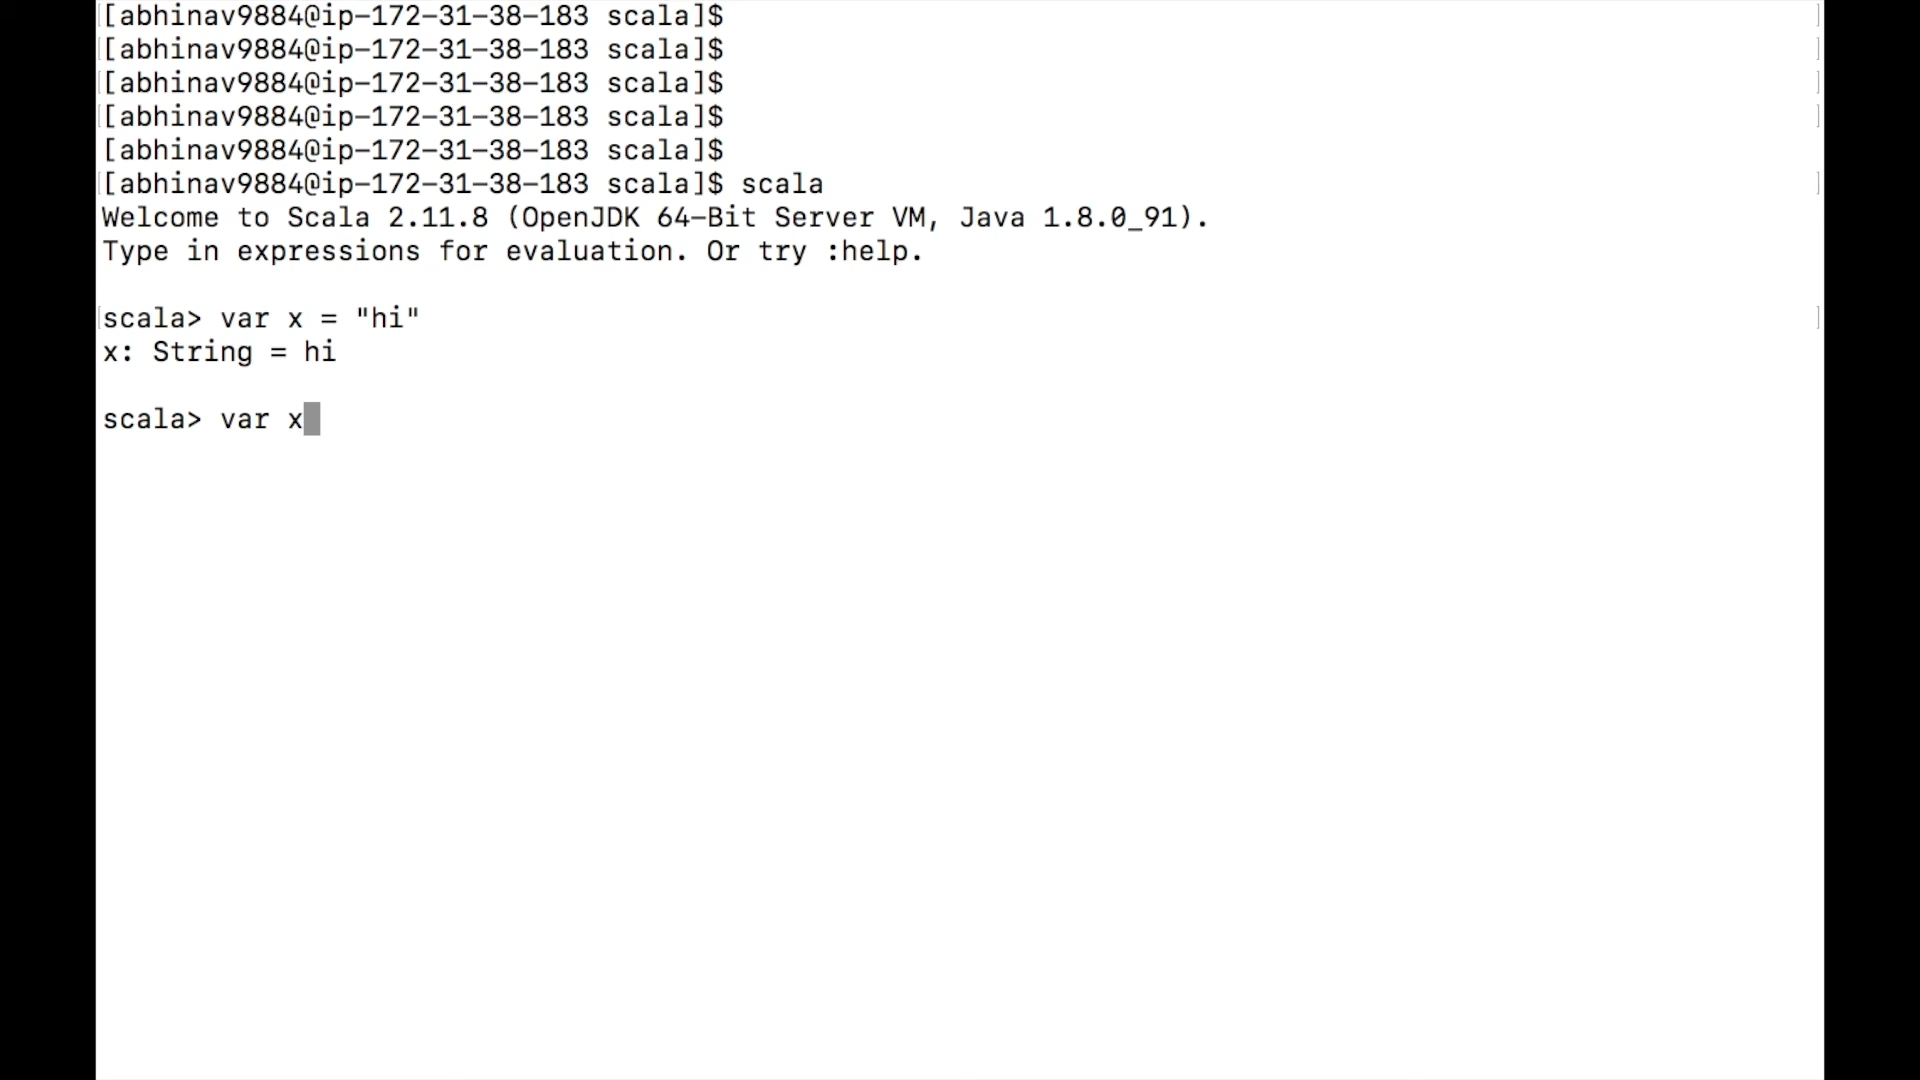 [abhinav9884@ip-172-31-38-183 scala]$
[abhinav9884@ip-172-31-38-183 scala]$
[abhinav9884@ip-172-31-38-183 scala]$
[abhinav9884@ip-172-31-38-183 scala]$
[abhinav9884@ip-172-31-38-183 scala]$
[abhinav9884@ip-172-31-38-183 scala]$ scala
Welcome to Scala 2.11.8 (OpenJDK 64-Bit Server VM, Java 1.8.0_91).
Type in expressions for evaluation. Or try :help.
scala> var x = "hi"
x: String = hi
scala> var x